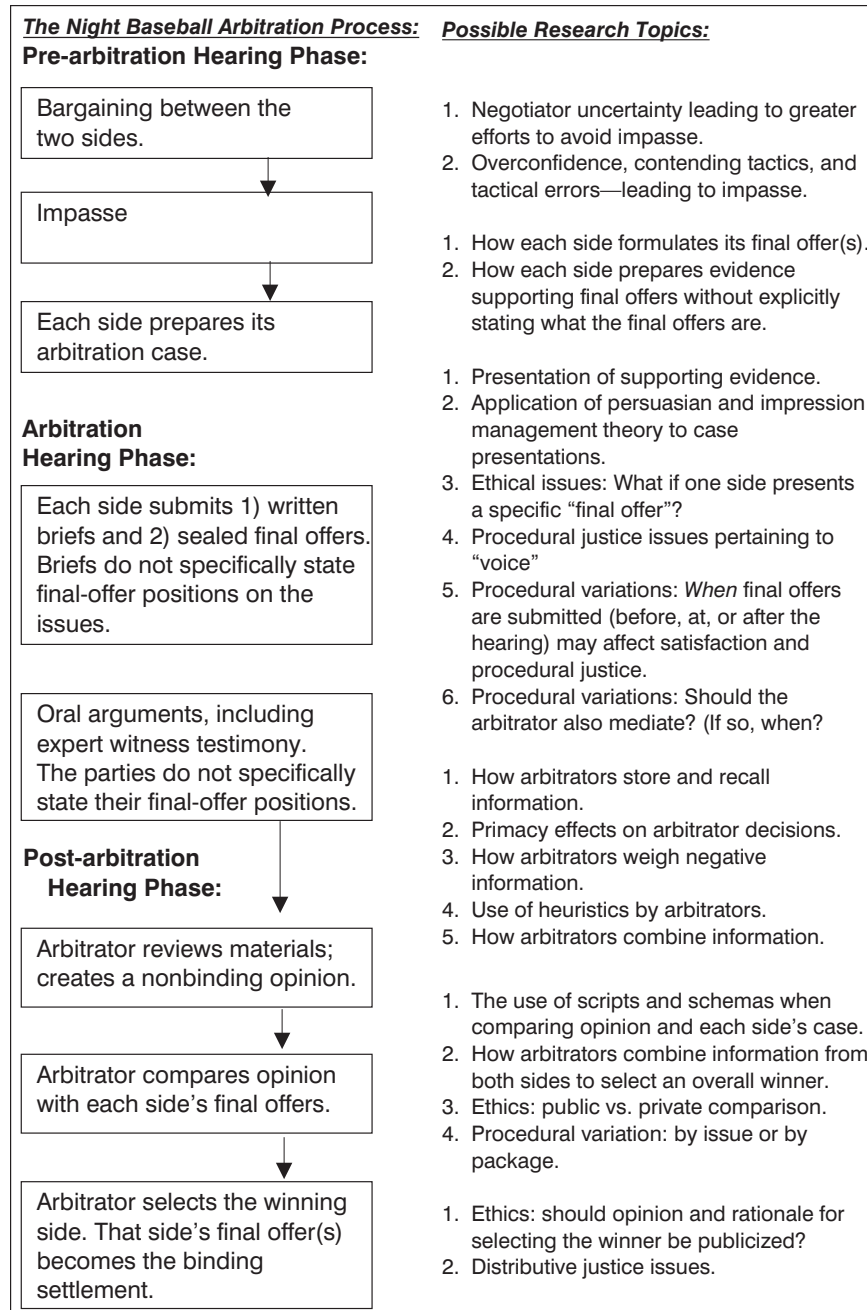 The Night Baseball Arbitration Process:
Pre-arbitration Hearing Phase:
Bargaining between the
two sides.
Impasse
Each side prepares its
arbitration case.
Arbitration
Hearing Phase:
Each side submits 1) written
briefs and 2) sealed final offers.
Briefs do not specifically state
final-offer positions on the
issues.
Oral arguments, including
expert witness testimony.
The parties do not specifically
state their final-offer positions.
Post-arbitration
Hearing Phase:
Arbitrator reviews materials;
creates a nonbinding opinion.
Arbitrator compares opinion
with each side's final offers.
Arbitrator selects the winning
side. That side's final offer(s)
becomes the binding
settlement.
Possible Research Topics:
1. Negotiator uncertainty leading to greater
efforts to avoid impasse.
2. Overconfidence, contending tactics, and
tactical errors—leading to impasse.
1. How each side formulates its final offer(s).
2. How each side prepares evidence
supporting final offers without explicitly
stating what the final offers are.
1. Presentation of supporting evidence.
2. Application of persuasian and impression
management theory to case
presentations.
3. Ethical issues: What if one side presents
a specific “final offer”?
4. Procedural justice issues pertaining to
“voice”
5. Procedural variations: When final offers
are submitted (before, at, or after the
hearing) may affect satisfaction and
procedural justice.
6. Procedural variations: Should the
arbitrator also mediate? (If so, when?
1. How arbitrators store and recall
information.
2. Primacy effects on arbitrator decisions.
3. How arbitrators weigh negative
information.
4. Use of heuristics by arbitrators.
5. How arbitrators combine information.
1. The use of scripts and schemas when
comparing opinion and each side's case.
2. How arbitrators combine information from
both sides to select an overall winner.
3. Ethics: public vs. private comparison.
4. Procedural variation: by issue or by
package.
1. Ethics: should opinion and rationale for
selecting the winner be publicized?
2. Distributive justice issues.